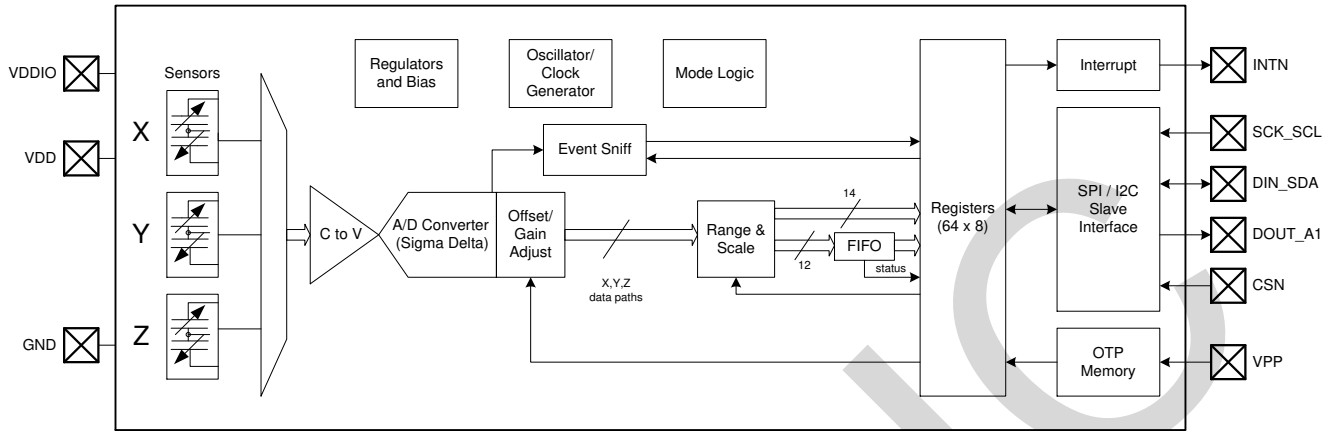 VDDIO
VDD
GND
Sensors
X
Y
Z
Regulators
and Bias
Oscillator/
Clock
Generator
Mode Logic
Event Sniff
C to V
A/D Converter
(Sigma Delta)
Offset/
Gain
Adjust
X,Y,Z
data paths
Range &
Scale
14
12
FIFO
status
Registers
(64 x 8)
Interrupt
SPI / I2C
Slave
Interface
OTP
Memory
INTN
SCK_SCL
DIN_SDA
DOUT_A1
CSN
VPP